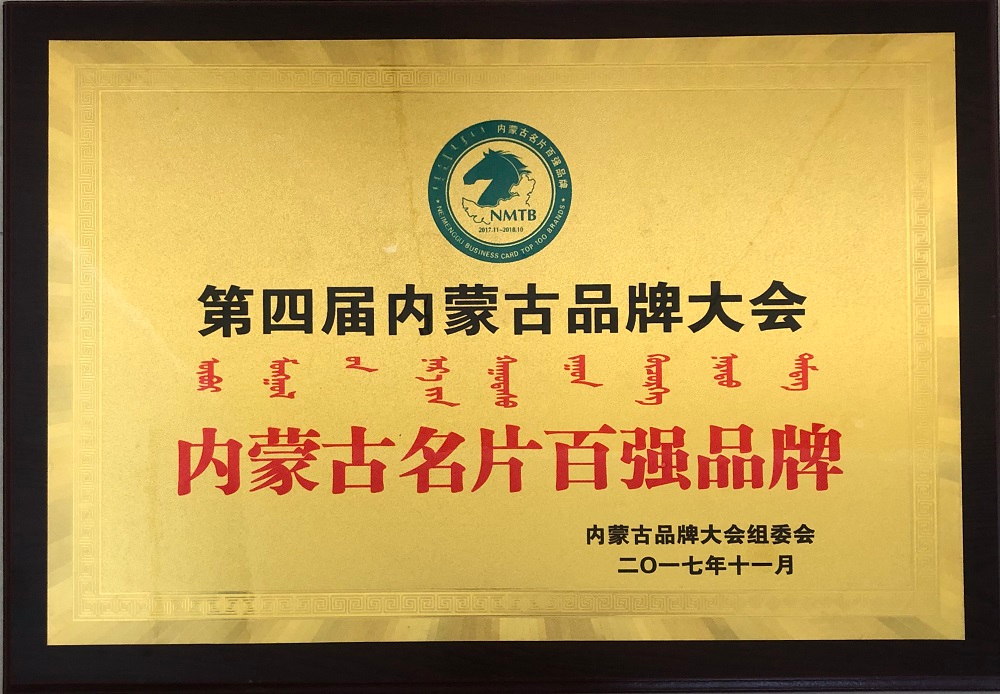 内蒙古名片百强品牌
NMTB
2017.11-2018.10
NEIMENGGU BUSINESS CARD TOP 100 BRANDS
第四届内蒙古品牌大会
内蒙古名片百强品牌
内蒙古品牌大会组委会
二〇一七年十一月